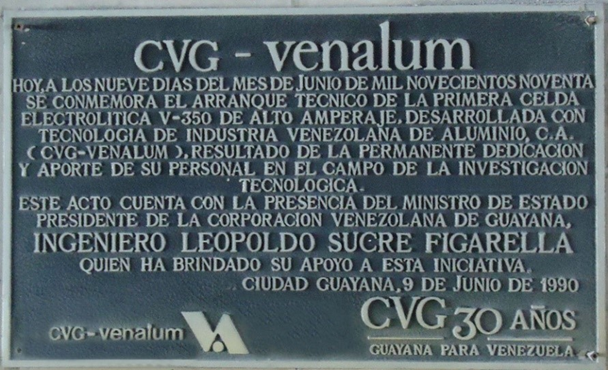 CVG - venalum
HOY, A LOS NUEVE DIAS DEL MES DE JUNIO DE MIL NOVECIENTOS NOVENTA
SE CONMEMORA EL ARRANQUE TECNICO DE LA PRIMERA CELDA
ELECTROLITICA V-350 DE ALTO AMPERAJE, DESARROLLADA CON
TECNOLOGIA DE INDUSTRIA VENEZOLANA DE ALUMINIO, C.A.
(CVG-VENALUM), RESULTADO DE LA PERMANENTE DEDICACION
Y APORTE DE SU PERSONAL EN EL CAMPO DE LA INVESTIGACION
TECNOLOGICA.
ESTE ACTO CUENTA CON LA PRESENCIA DEL MINISTRO DE ESTADO
PRESIDENTE DE LA CORPORACION VENEZOLANA DE GUAYANA,
INGENIERO LEOPOLDO SUCRE FIGARELLA
QUIEN HA BRINDADO SU APOYO A ESTA INICIATIVA.
CIUDAD GUAYANA, 9 DE JUNIO DE 1990
CVG-venalum
CVG 30 AÑOS
GUAYANA PARA VENEZUELA